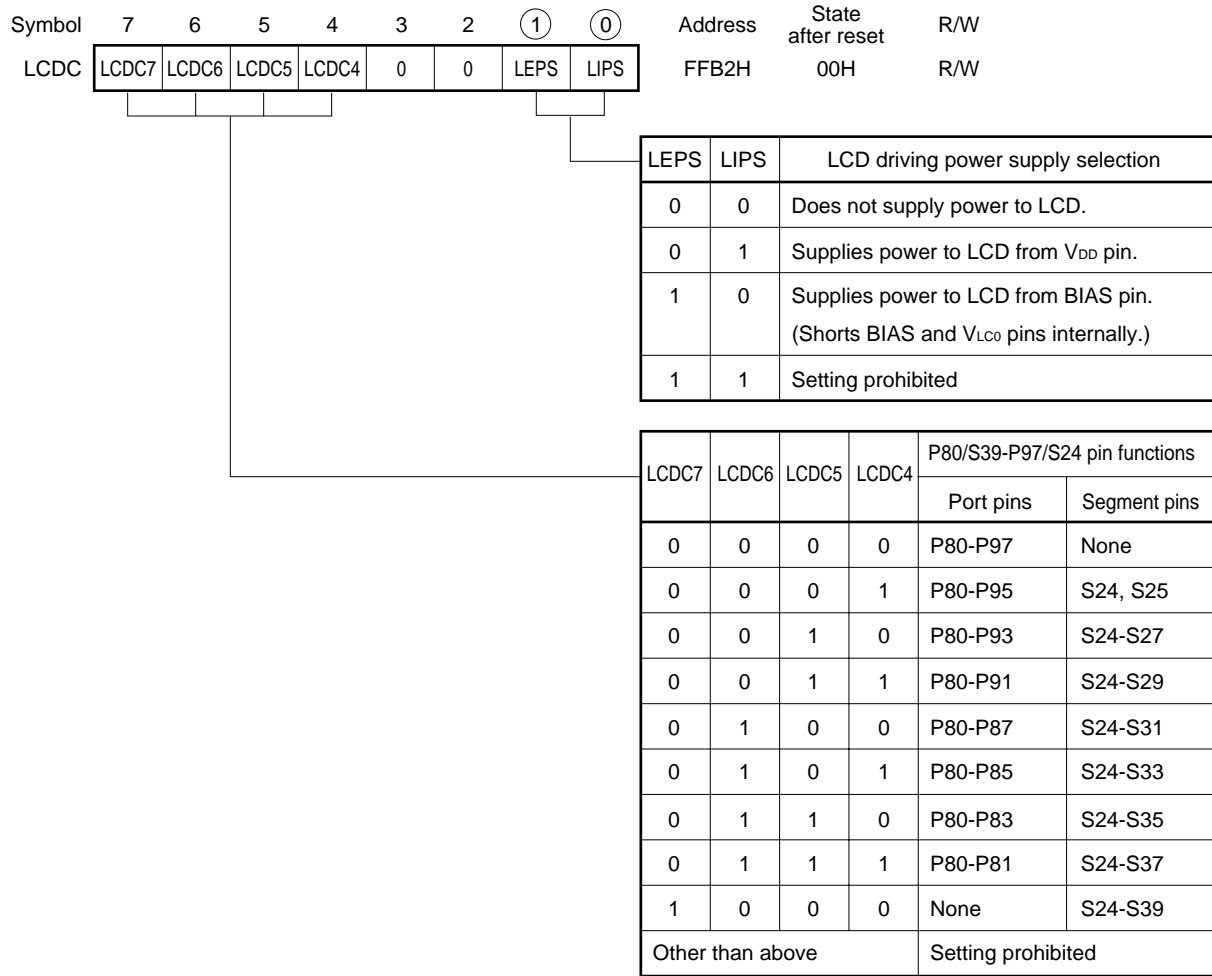 Symbol 7 6 5 4 3 2 1 0 Address State after reset R/W
LCDC LCDC7 LCDC6 LCDC5 LCDC4 0 0 LEPS LIPS FFB2H 00H R/W
LEPS LIPS LCD driving power supply selection
0 0 Does not supply power to LCD.
0 1 Supplies power to LCD from VDD pin.
1 0 Supplies power to LCD from BIAS pin.
(Shorts BIAS and VLC0 pins internally.)
1 1 Setting prohibited
LCDC7 LCDC6 LCDC5 LCDC4 P80/S39-P97/S24 pin functions
Port pins Segment pins
0 0 0 0 P80-P97 None
0 0 0 1 P80-P95 S24, S25
0 0 1 0 P80-P93 S24-S27
0 0 1 1 P80-P91 S24-S29
0 1 0 0 P80-P87 S24-S31
0 1 0 1 P80-P85 S24-S33
0 1 1 0 P80-P83 S24-S35
0 1 1 1 P80-P81 S24-S37
1 0 0 0 None S24-S39
Other than above Setting prohibited